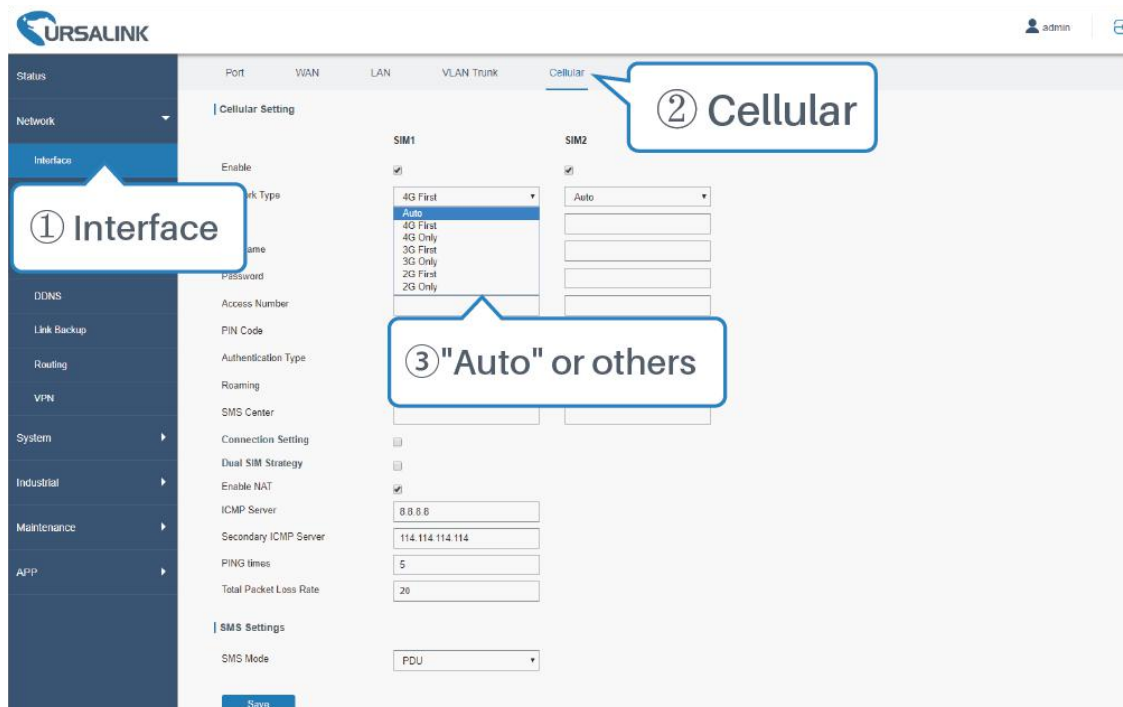 URSALINK
admin
Status
Port WAN LAN VLAN Trunk Cellular
② Cellular
Cellular Setting
Network
SIM1 SIM2
Interface
Enable
rk Type 4G First Auto
① Interface
Auto
4G First
4G Only
3G First
3G Only
2G First
2G Only
ame
Password
DDNS
Access Number
Link Backup
PIN Code
③"Auto" or others
Authentication Type
Routing
Roaming
VPN
SMS Center
System
Connection Setting
Dual SIM Strategy
Industrial
Enable NAT
ICMP Server 8.8.8.8
Maintenance
Secondary ICMP Server 114.114.114.114
PING times 5
APP
Total Packet Loss Rate 20
SMS Settings
SMS Mode PDU
Save